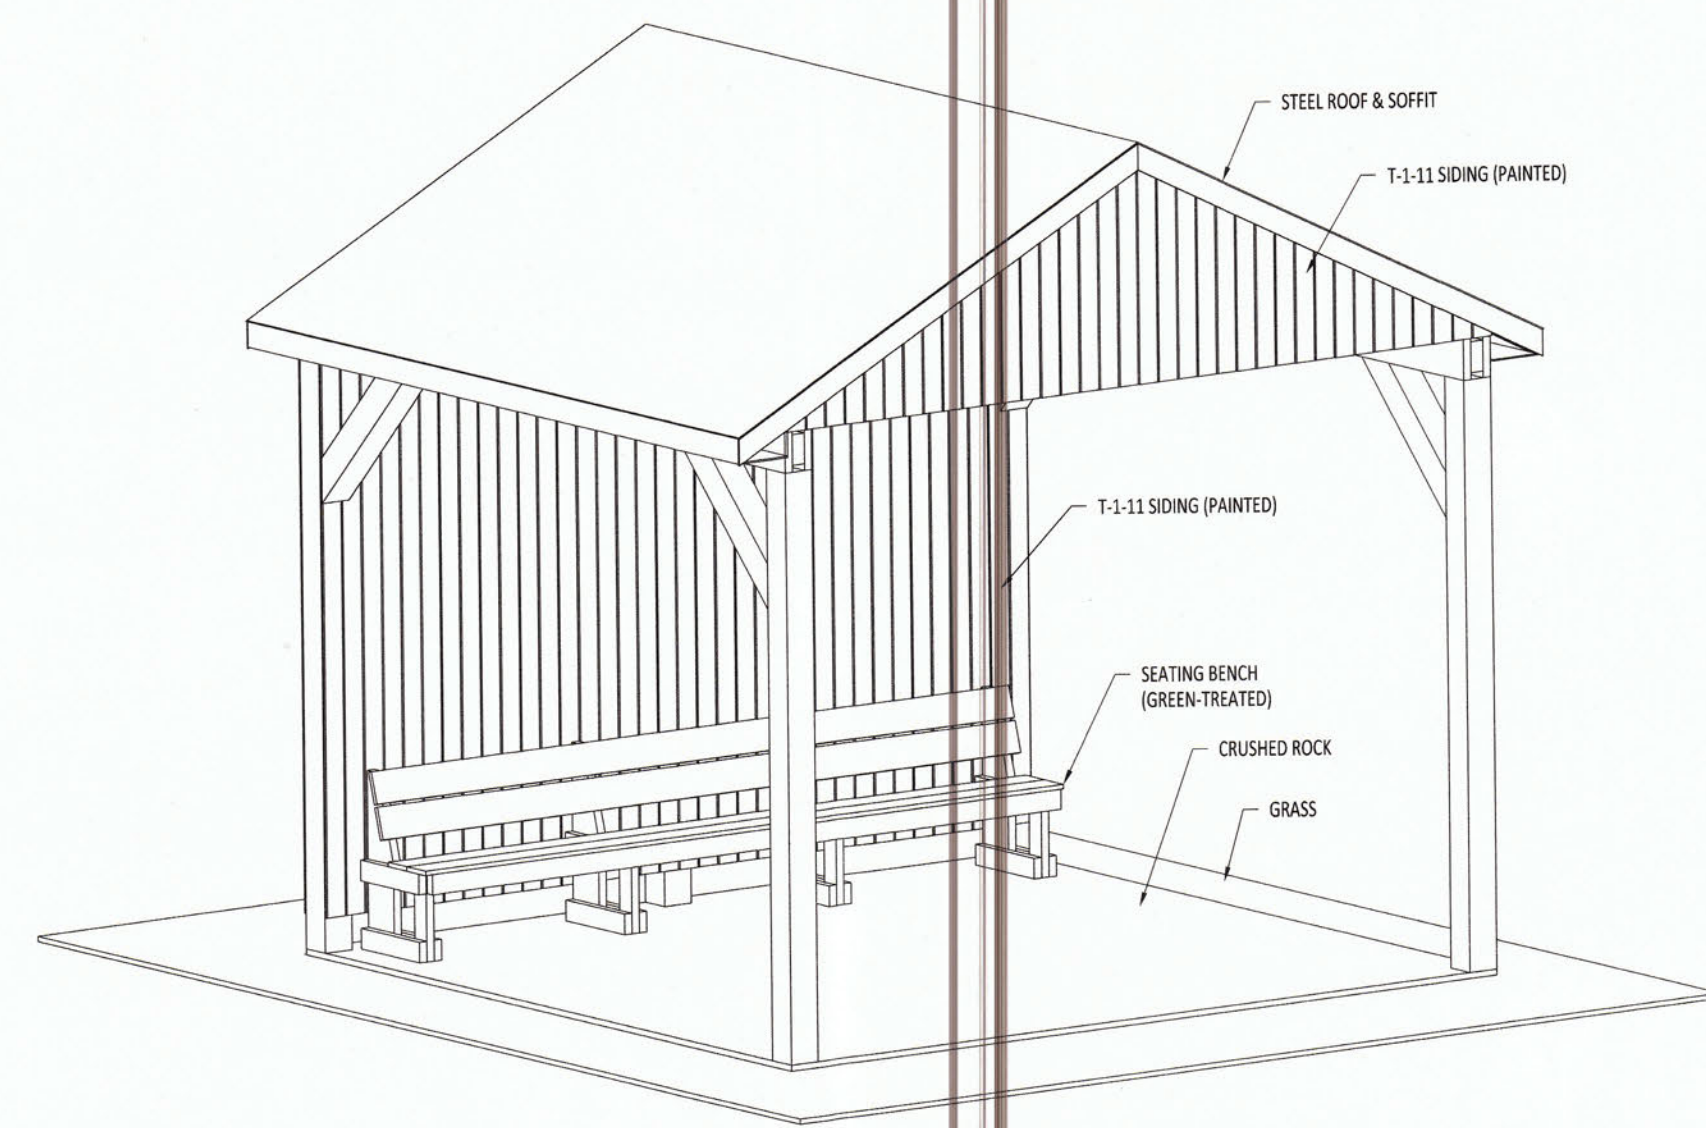 STEEL ROOF & SOFFIT
T-1-11 SIDING (PAINTED)
T-1-11 SIDING (PAINTED)
SEATING BENCH
(GREEN-TREATED)
CRUSHED ROCK
GRASS